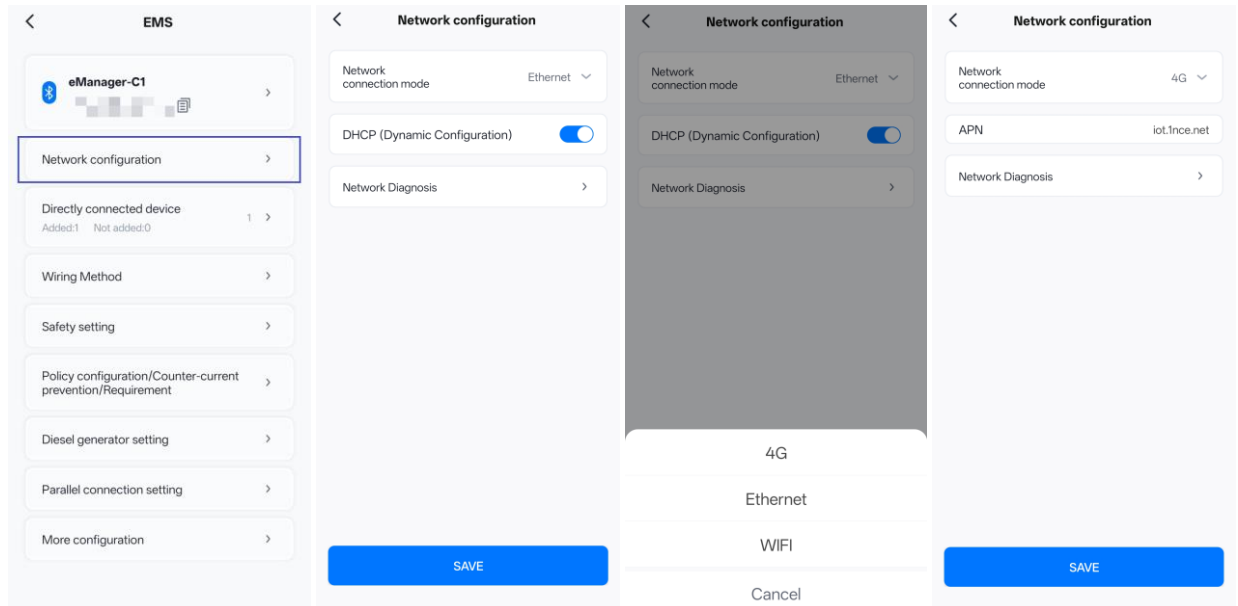 EMS
eManager-C1
Network configuration
Directly connected device
1
Added:1 Not added:0
Wiring Method
Safety setting
Policy configuration/Counter-current
prevention/Requirement
Diesel generator setting
Parallel connection setting
More configuration
Network configuration
Network
connection mode
Ethernet
DHCP (Dynamic Configuration)
Network Diagnosis
SAVE
Network configuration
Network
connection mode
Ethernet
DHCP (Dynamic Configuration)
Network Diagnosis
4G
Ethernet
WIFI
Cancel
Network configuration
Network
connection mode
4G
APN
iot.1nce.net
Network Diagnosis
SAVE